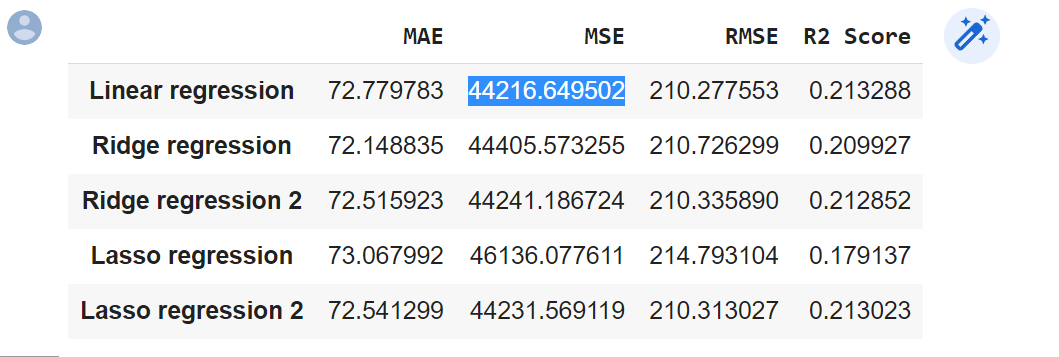 MAE MSE RMSE R2 Score
Linear regression 72.779783 44216.649502 210.277553 0.213288
Ridge regression 72.148835 44405.573255 210.726299 0.209927
Ridge regression 2 72.515923 44241.186724 210.335890 0.212852
Lasso regression 73.067992 46136.077611 214.793104 0.179137
Lasso regression 2 72.541299 44231.569119 210.313027 0.213023